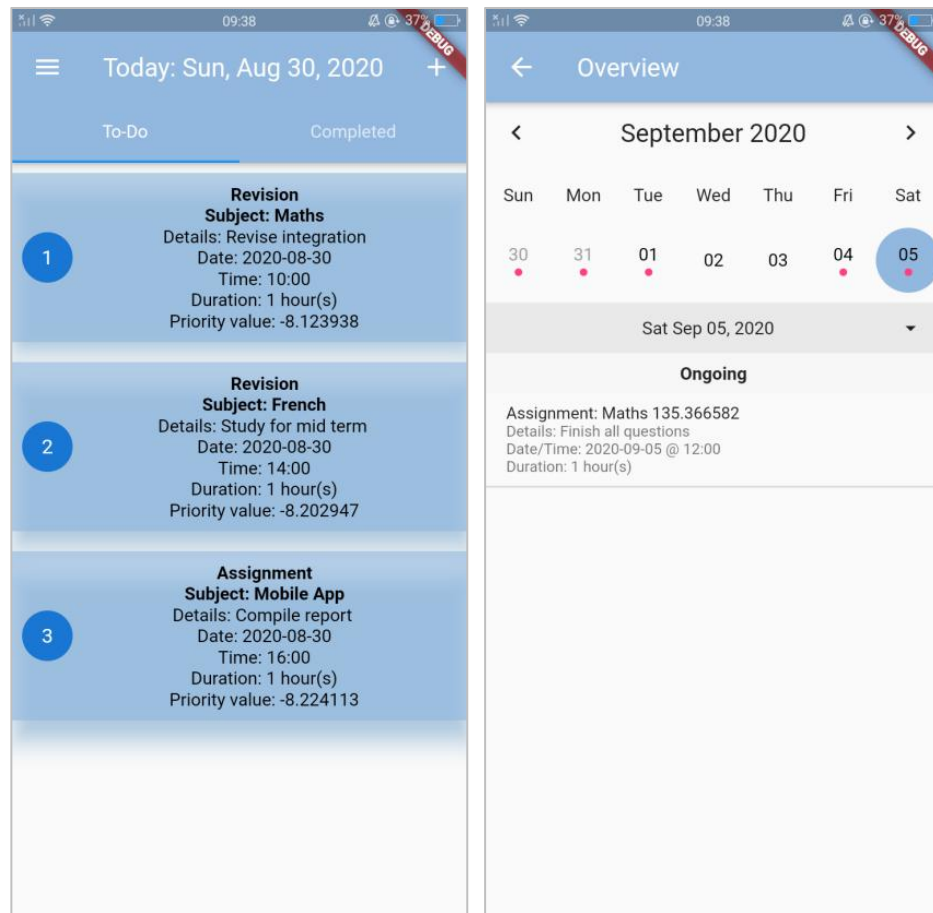 09:38
37%
DEBUG
Today: Sun, Aug 30, 2020
+
To-Do
Completed
1
Revision
Subject: Maths
Details: Revise integration
Date: 2020-08-30
Time: 10:00
Duration: 1 hour(s)
Priority value: -8.123938
2
Revision
Subject: French
Details: Study for mid term
Date: 2020-08-30
Time: 14:00
Duration: 1 hour(s)
Priority value: -8.202947
3
Assignment
Subject: Mobile App
Details: Compile report
Date: 2020-08-30
Time: 16:00
Duration: 1 hour(s)
Priority value: -8.224113
09:38
37%
DEBUG
Overview
September 2020
Sun Mon Tue Wed Thu Fri Sat
30 31 01 02 03 04 05
Sat Sep 05, 2020
Ongoing
Assignment: Maths 135.366582
Details: Finish all questions
Date/Time: 2020-09-05 @ 12:00
Duration: 1 hour(s)